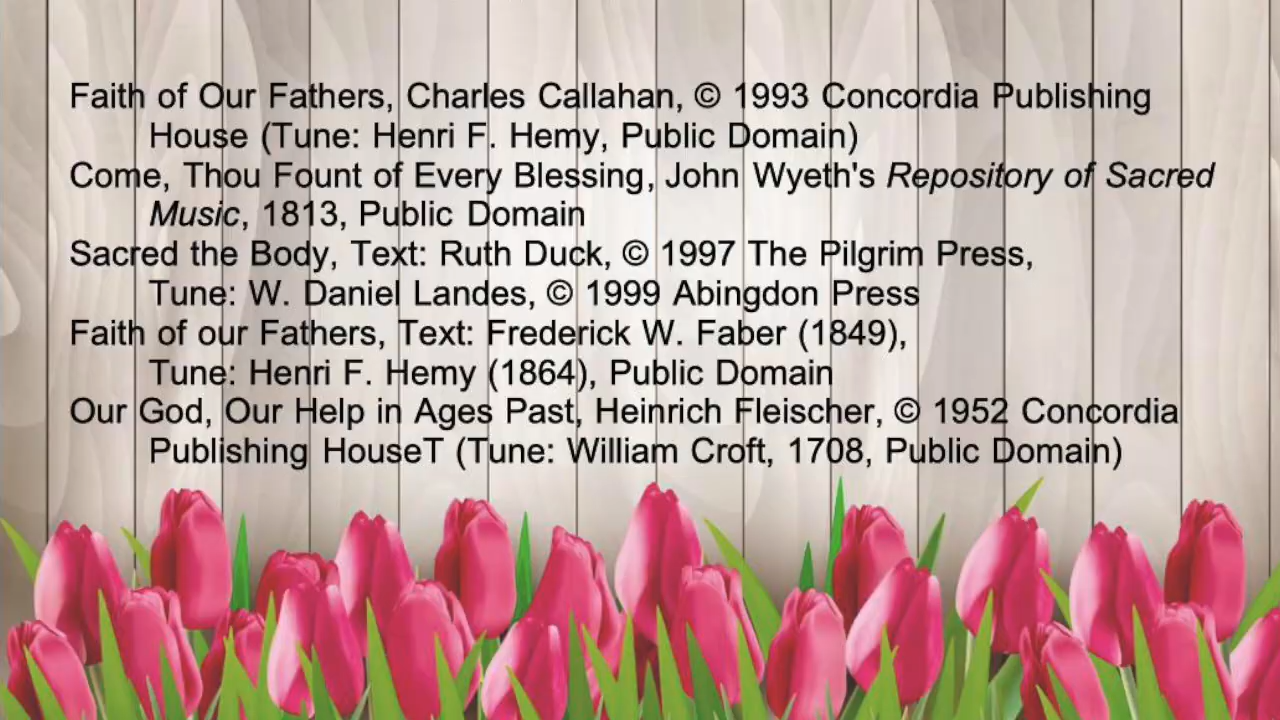 Faith of Our Fathers, Charles Callahan, © 1993 Concordia Publishing
House (Tune: Henri F. Hemy, Public Domain)
Come, Thou Fount of Every Blessing, John Wyeth's Repository of Sacred
Music, 1813, Public Domain
Sacred the Body, Text: Ruth Duck, © 1997 The Pilgrim Press,
Tune: W. Daniel Landes, © 1999 Abingdon Press
Faith of our Fathers, Text: Frederick W. Faber (1849),
Tune: Henri F. Hemy (1864), Public Domain
Our God, Our Help in Ages Past, Heinrich Fleischer, © 1952 Concordia
Publishing HouseT (Tune: William Croft, 1708, Public Domain)